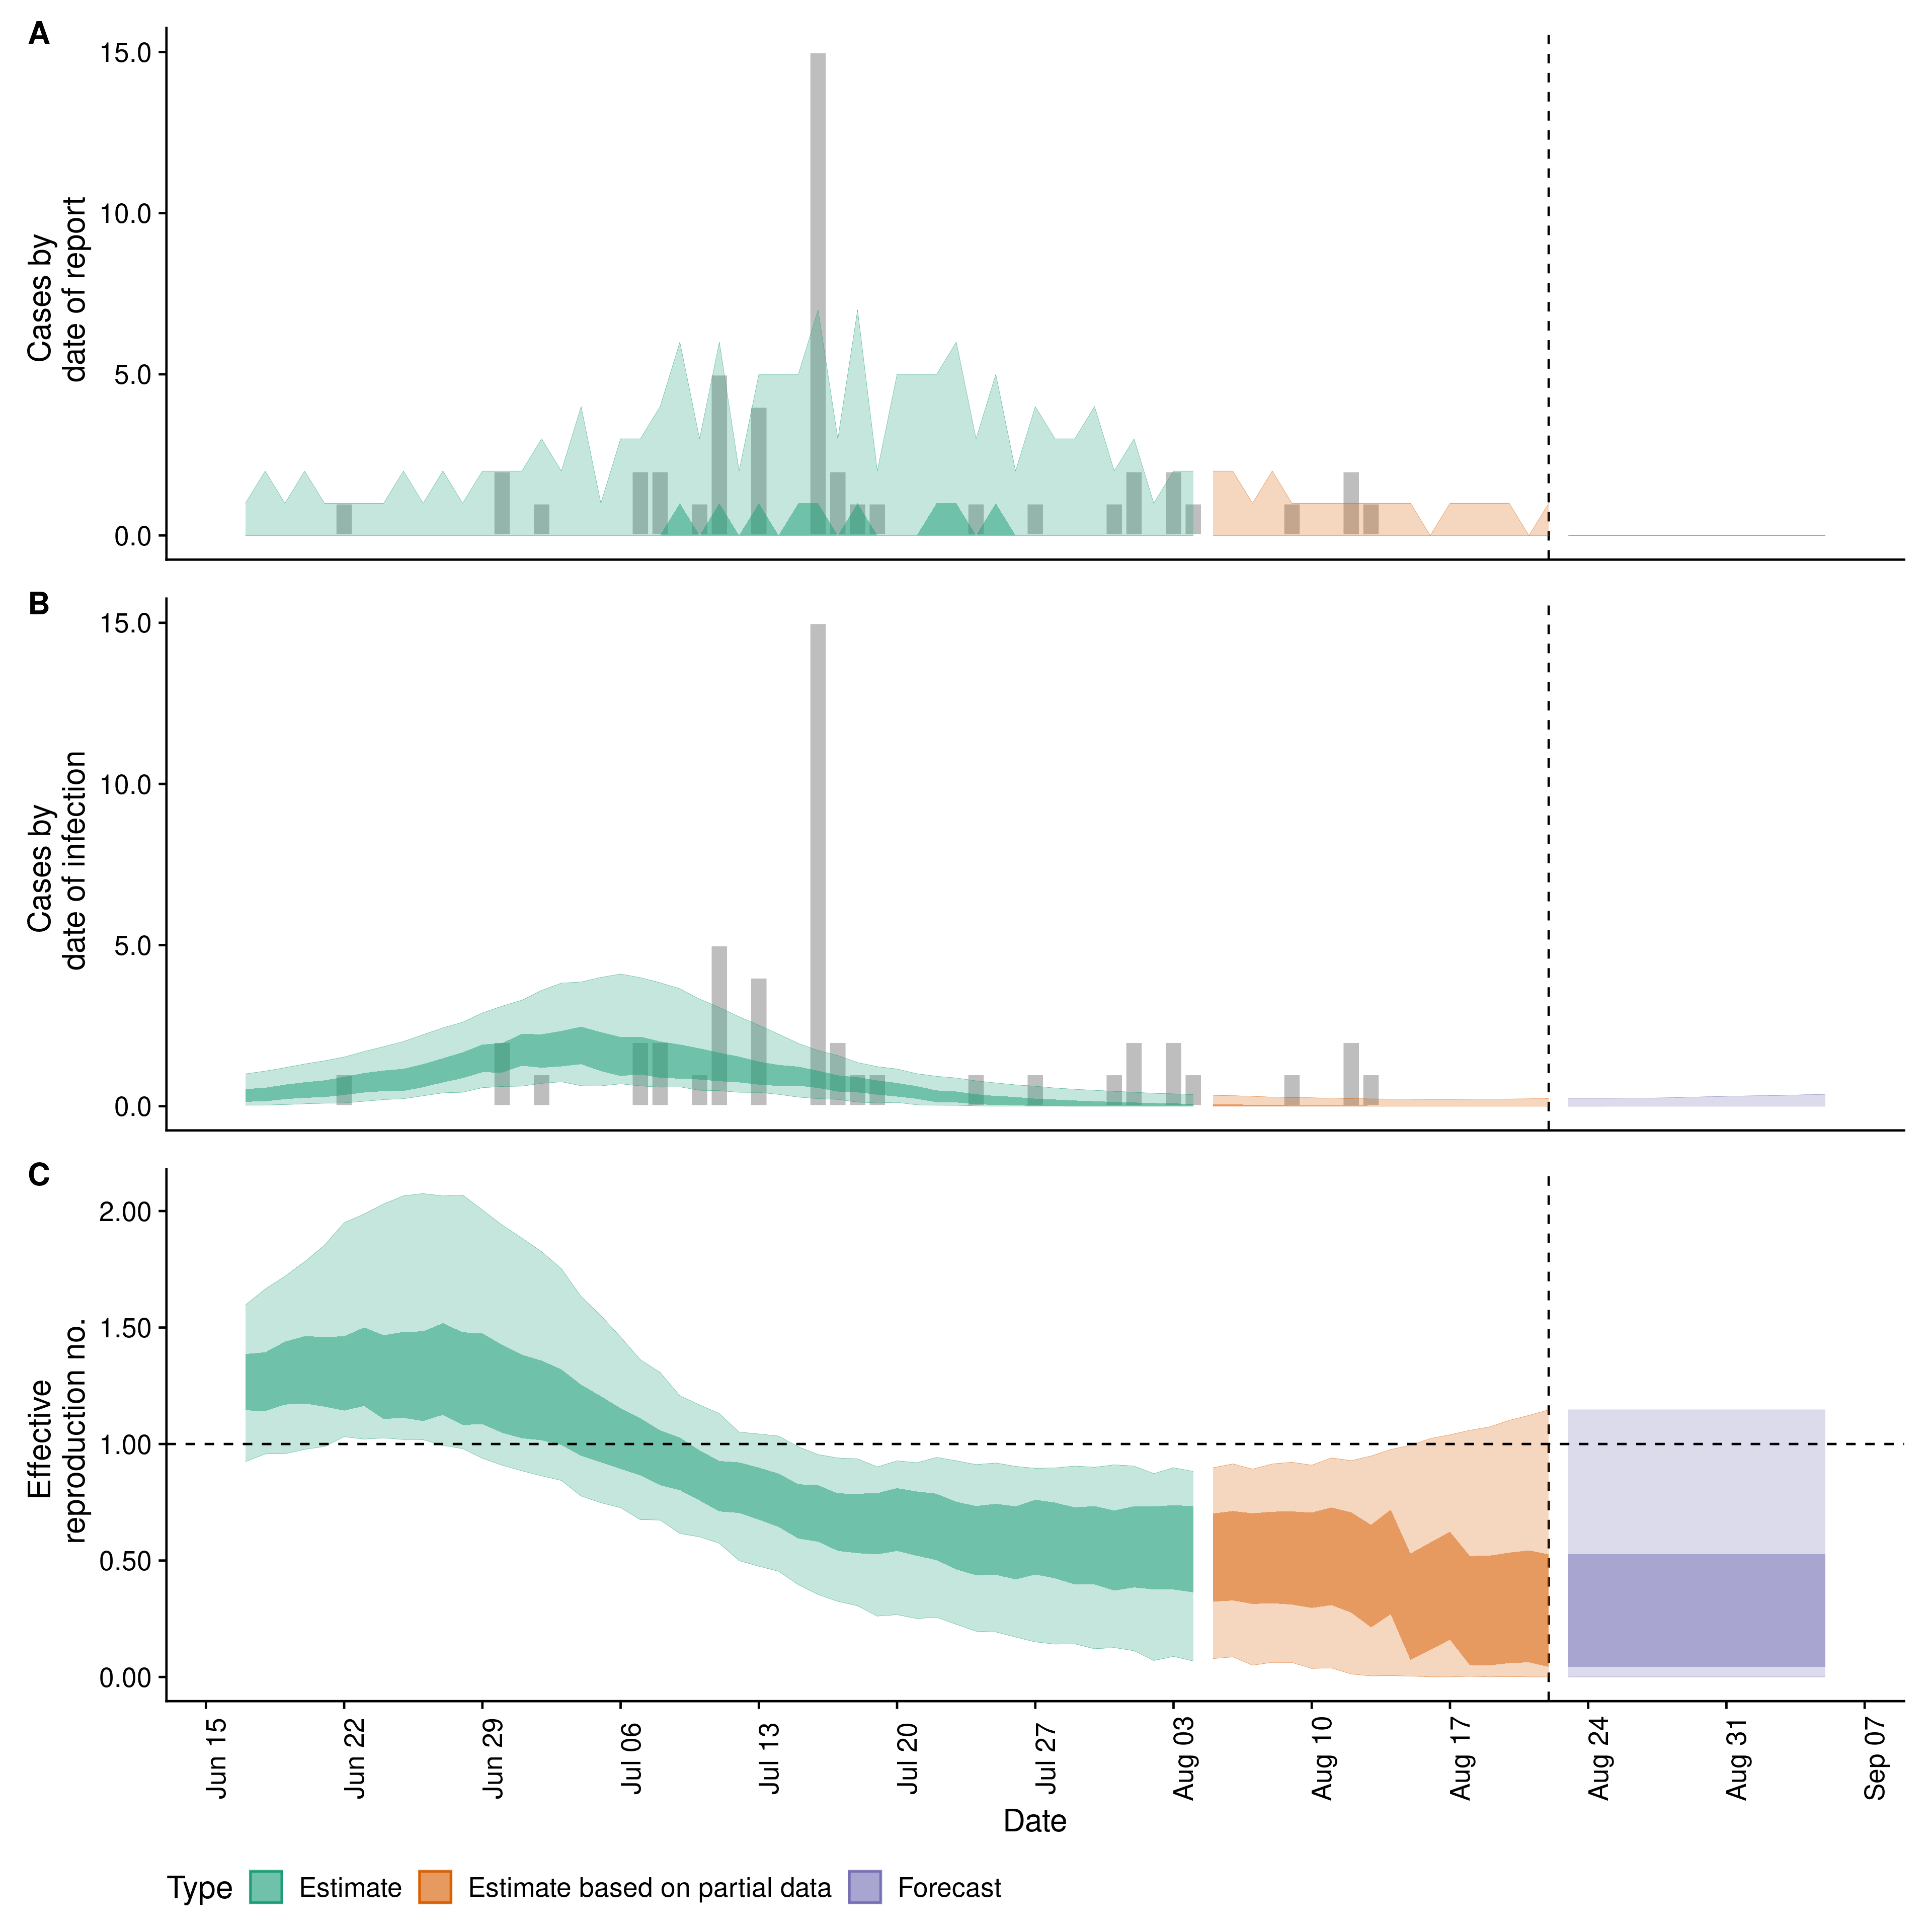 A
15.0
10.0
5.0
0.0
Cases by
date of report
B
15.0
10.0
5.0
0.0
Cases by
date of infection
C
2.00
1.50
1.00
0.50
0.00
Effective
reproduction no.
Jun 15
Jun 22
Jun 29
Jul 06
Jul 13
Jul 20
Jul 27
Aug 03
Aug 10
Aug 17
Aug 24
Aug 31
Sep 07
Date
Type Estimate Estimate based on partial data Forecast